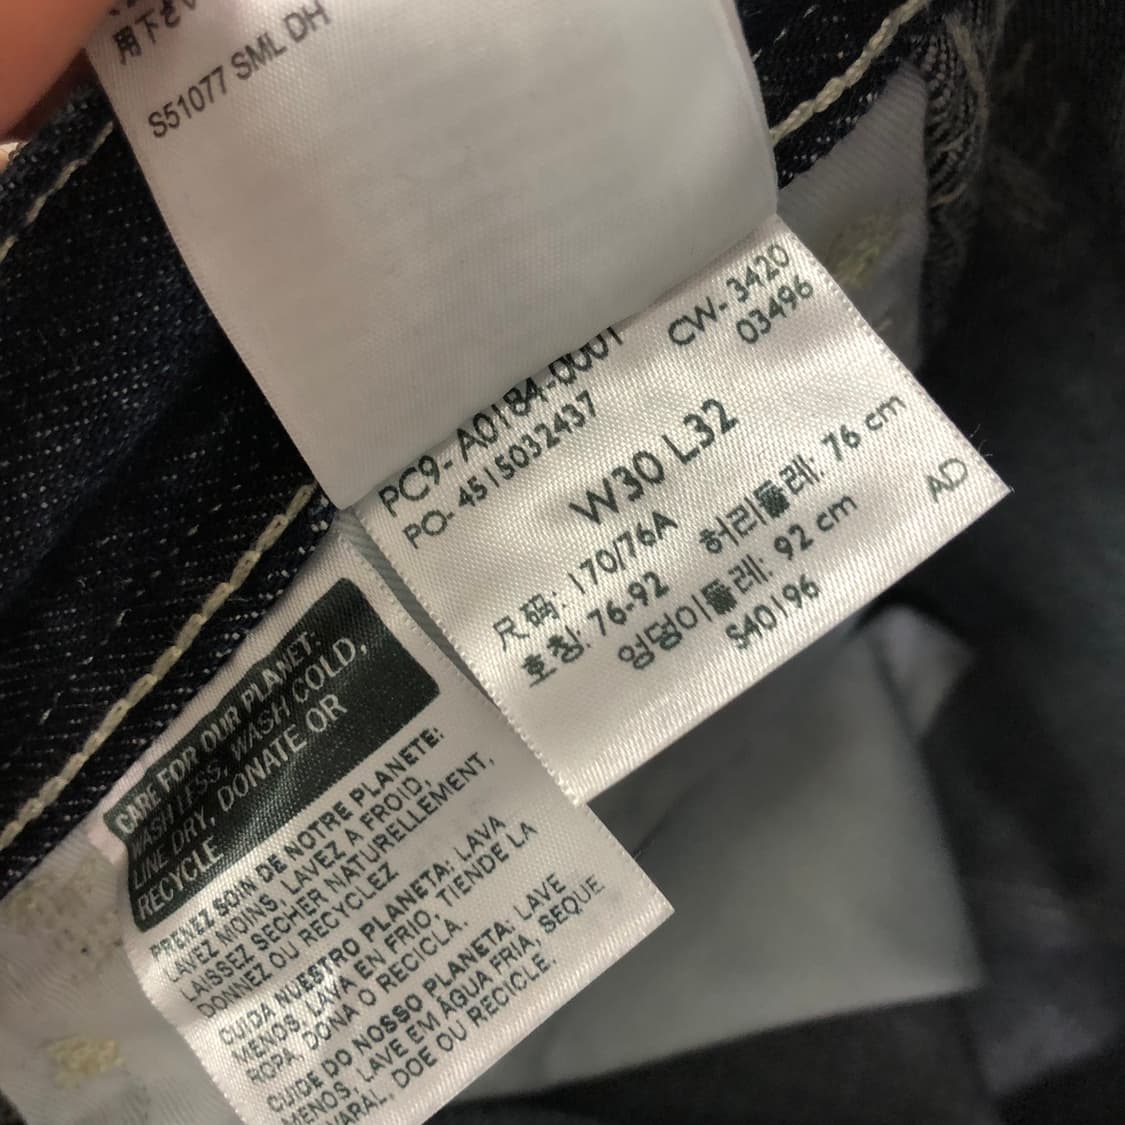 用下さい
S51077 SML DH
CW- 3420
03496
PC9- A0184-0001
PO- 4515032437
W30 L32
尺码: 170/76A 허리둘레: 76 cm
호칭: 76-92 엉덩이둘레: 92 cm
S40196
AD
CARE FOR OUR PLANET:
WASH LESS, WASH COLD,
LINE DRY, DONATE OR
RECYCLE
PRENEZ SOIN DE NOTRE PLANETE:
LAVEZ MOINS, LAVEZ A FROID,
LAISSEZ SECHER NATURELLEMENT,
DONNEZ OU RECYCLEZ
CUIDA NUESTRO PLANETA: LAVA
MENOS, LAVA EN FRIO, TIENDE LA
ROPA, DONA O RECICLA.
CUIDE DO NOSSO PLANETA: LAVE
MENOS, LAVE EM ÁGUA FRIA, SEQUE
VARAL, DOE OU RECICLE.